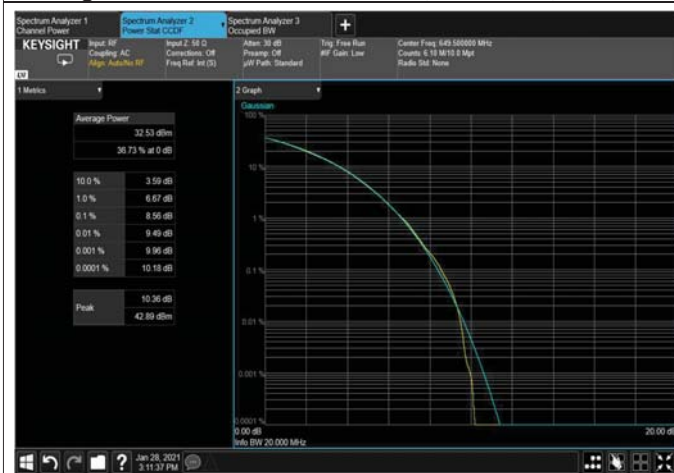 Spectrum Analyzer 1
Channel Power
Spectrum Analyzer 2
Power Stat CCDF
Spectrum Analyzer 3
Occupied BW
+
KEYSIGHT
Input: RF
Coupling: AC
Align: Auto/No RF
Input Z: 50 Ω
Corrections: Off
Freq Ref: Int (S)
Atten: 30 dB
Preamp: Off
µW Path: Standard
Trig: Free Run
#IF Gain: Low
Center Freq: 649.500000 MHz
Counts: 6.10 M/10.0 Mpt
Radio Std: None
LXI
1 Metrics
Average Power
32.53 dBm
36.73 % at 0 dB
10.0 % 3.59 dB
1.0 % 6.67 dB
0.1 % 8.56 dB
0.01 % 9.49 dB
0.001 % 9.96 dB
0.0001 % 10.18 dB
Peak
10.36 dB
42.89 dBm
2 Graph
Gaussian
100 %
10 %
1 %
0.1 %
0.01 %
0.001 %
0.0001 %
0.00 dB
20.00 dB
Info BW 20.000 MHz
?
Jan 28, 2021
3:11:37 PM